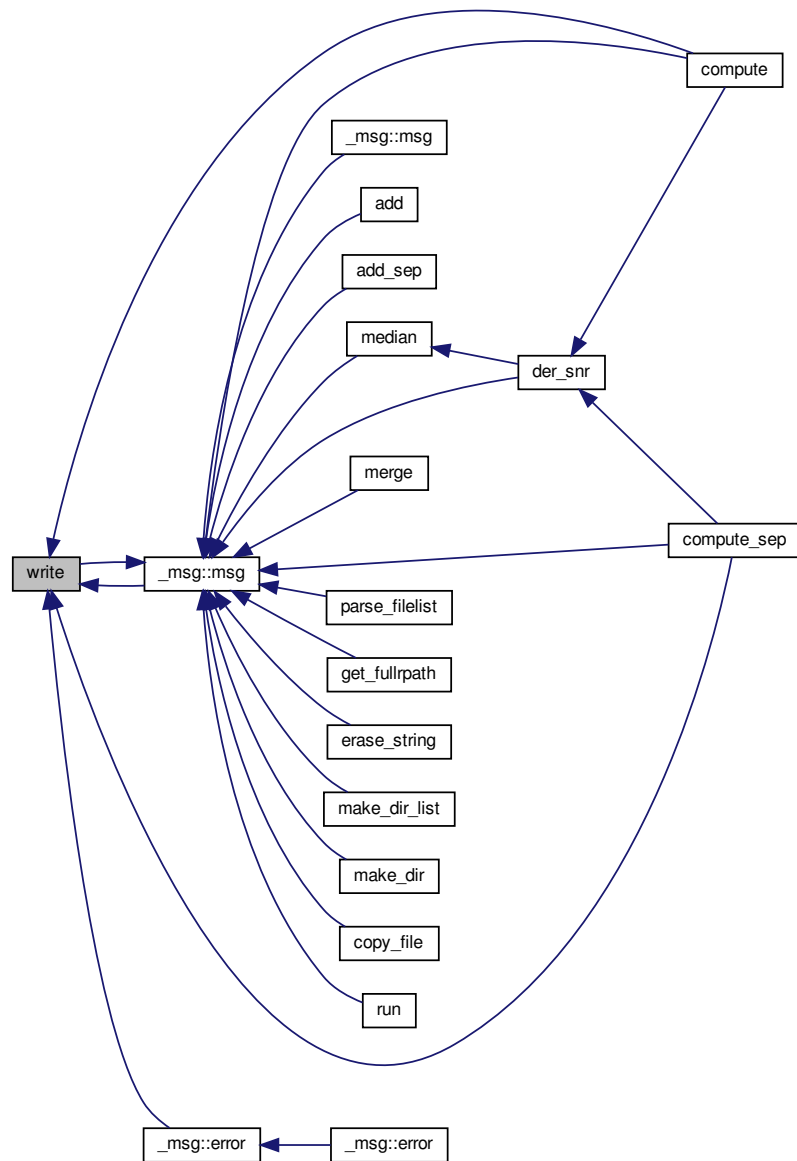 compute
_msg::msg
add
add_sep
median
der_snr
merge
compute_sep
write
_msg::msg
parse_filelist
get_fullrpath
erase_string
make_dir_list
make_dir
copy_file
run
_msg::error
_msg::error